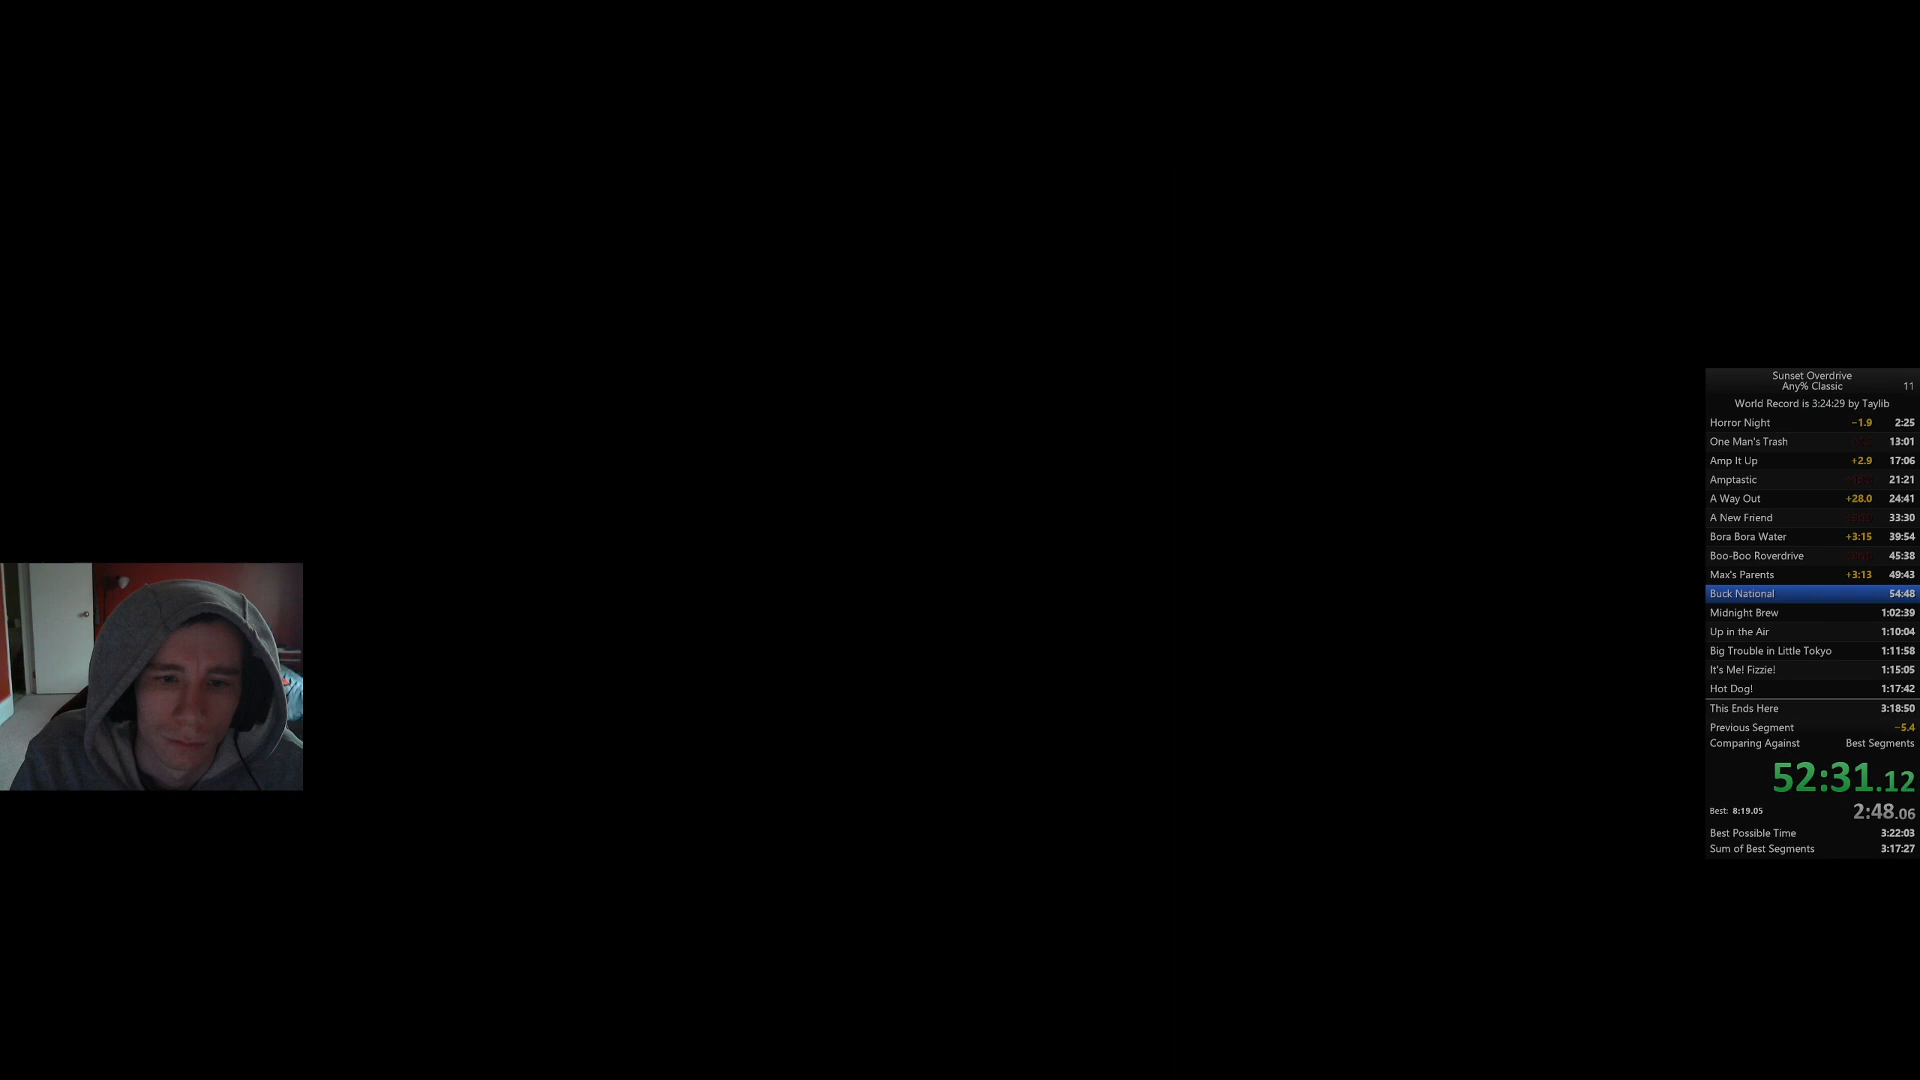 Sunset Overdrive
Any% Classic 11
World Record is 3:24:29 by Taylib
Horror Night −1.9 2:25
One Man's Trash 13:01
Amp It Up +2.9 17:06
Amptastic 21:21
A Way Out +28.0 24:41
A New Friend 33:30
Bora Bora Water +3:15 39:54
Boo-Boo Roverdrive 45:38
Max's Parents +3:13 49:43
Buck National 54:48
Midnight Brew 1:02:39
Up in the Air 1:10:04
Big Trouble in Little Tokyo 1:11:58
It's Me! Fizzie! 1:15:05
Hot Dog! 1:17:42
This Ends Here 3:18:50
Previous Segment −5.4
Comparing Against Best Segments
52:31.12
Best: 8:19.05 2:48.06
Best Possible Time 3:22:03
Sum of Best Segments 3:17:27